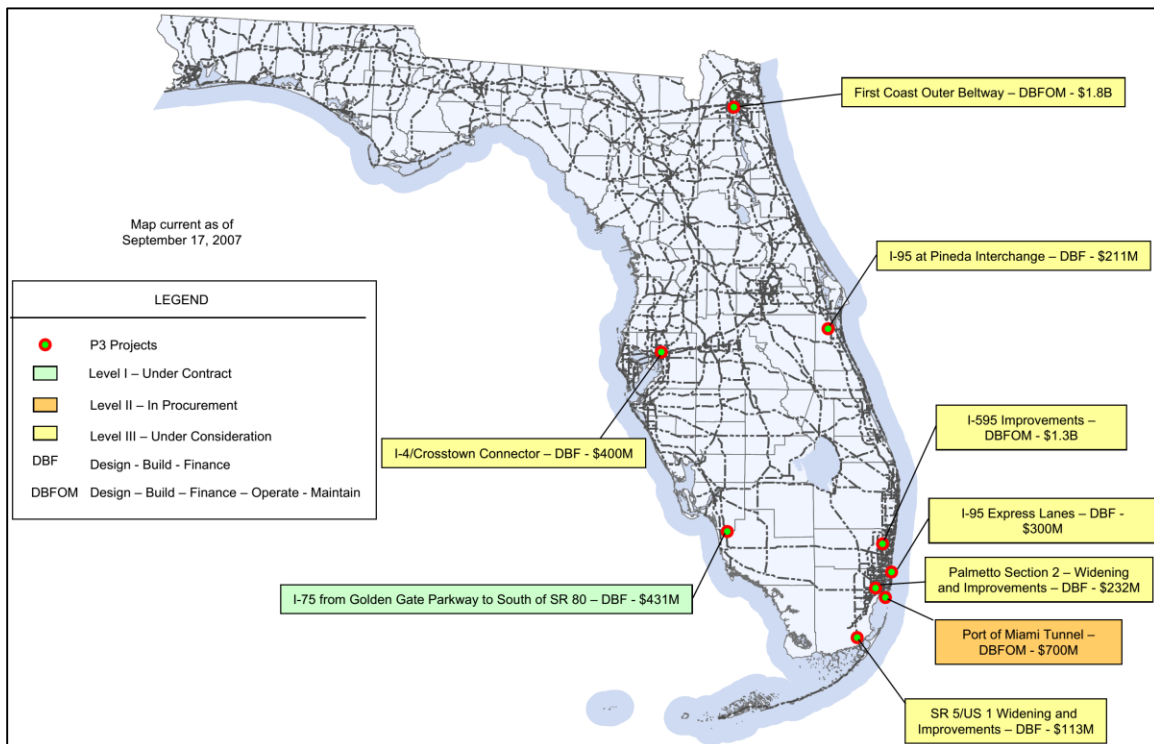 First Coast Outer Beltway – DBFOM - $1.8B
Map current as of
September 17, 2007
I-95 at Pineda Interchange – DBF - $211M
LEGEND
P3 Projects
Level I – Under Contract
Level II – In Procurement
Level III – Under Consideration
DBF Design - Build - Finance
DBFOM Design – Build – Finance – Operate - Maintain
I-4/Crosstown Connector – DBF - $400M
I-595 Improvements –
DBFOM - $1.3B
I-95 Express Lanes – DBF -
$300M
Palmetto Section 2 – Widening
and Improvements – DBF - $232M
I-75 from Golden Gate Parkway to South of SR 80 – DBF - $431M
Port of Miami Tunnel –
DBFOM - $700M
SR 5/US 1 Widening and
Improvements – DBF - $113M